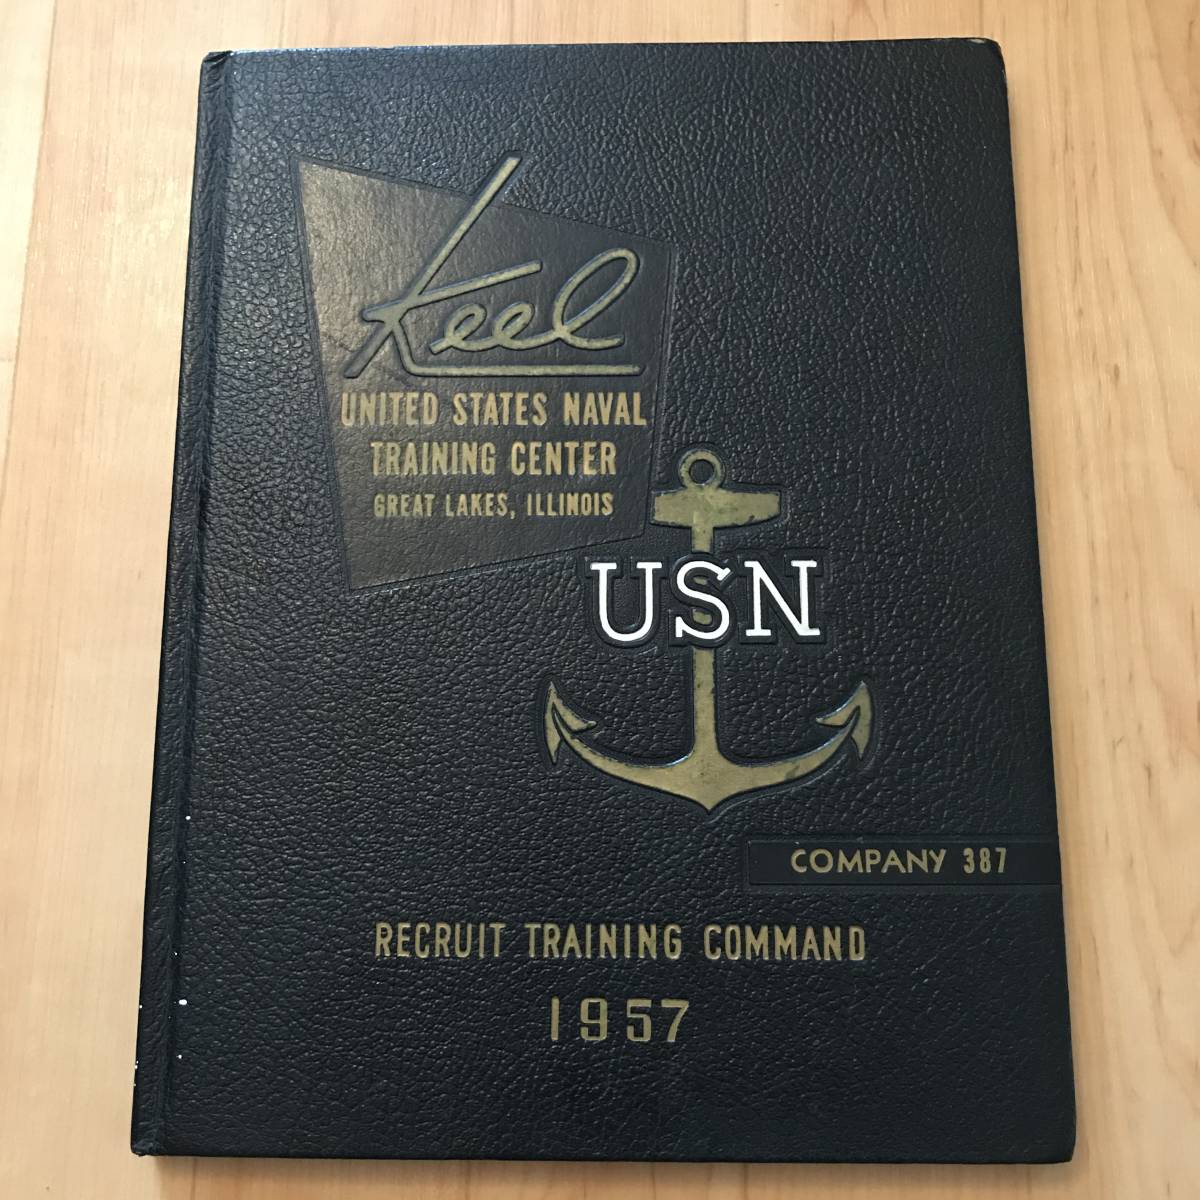 Keel
UNITED STATES NAVAL
TRAINING CENTER
GREAT LAKES, ILLINOIS
USN
COMPANY 387
RECRUIT TRAINING COMMAND
1957